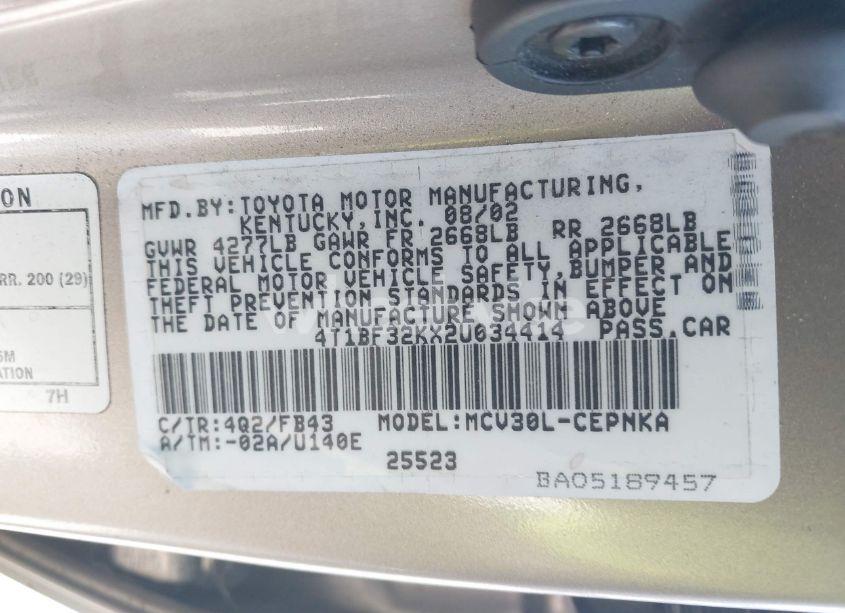 ON
RR. 200 (29)
6M
ATION
7H
MFD.BY:TOYOTA MOTOR MANUFACTURING,
KENTUCKY,INC. 08/02
GVWR 4277LB GAWR FR 2668LB RR 2668LB
THIS VEHICLE CONFORMS TO ALL APPLICABLE
FEDERAL MOTOR VEHICLE SAFETY,BUMPER AND
THEFT PREVENTION STANDARDS IN EFFECT ON
THE DATE OF MANUFACTURE SHOWN ABOVE
4T1BF32KX2U034414 PASS.CAR
C/TR:4Q2/FB43 MODEL:MCV30L-CEPNKA
A/TM:-02A/U140E
25523
BA05189457